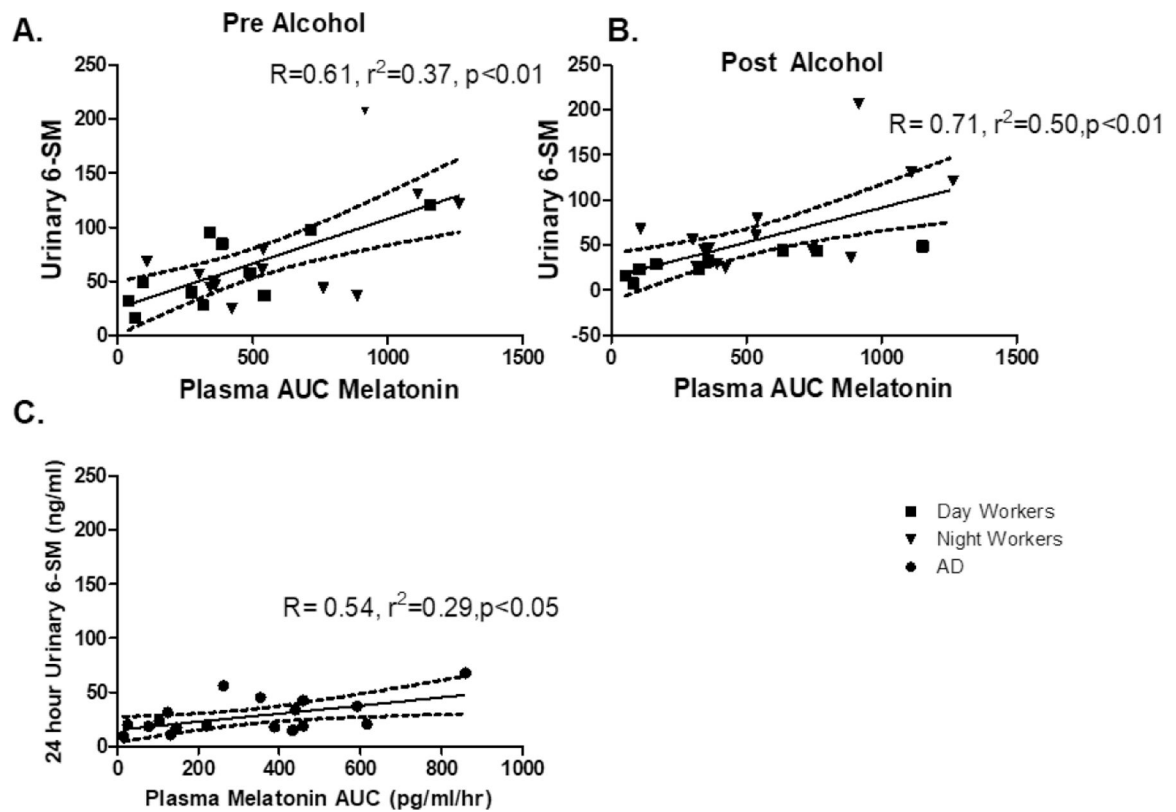 A.
Pre Alcohol
R=0.61, r²=0.37, p<0.01
Urinary 6-SM
250
200
150
100
50
0
0 500 1000 1500
Plasma AUC Melatonin
B.
Post Alcohol
R= 0.71, r²=0.50,p<0.01
Urinary 6-SM
250
200
150
100
50
0
-50
0 500 1000 1500
Plasma AUC Melatonin
C.
R= 0.54, r²=0.29,p<0.05
24 hour Urinary 6-SM (ng/ml)
250
200
150
100
50
0
0 200 400 600 800 1000
Plasma Melatonin AUC (pg/ml/hr)
Day Workers
Night Workers
AD